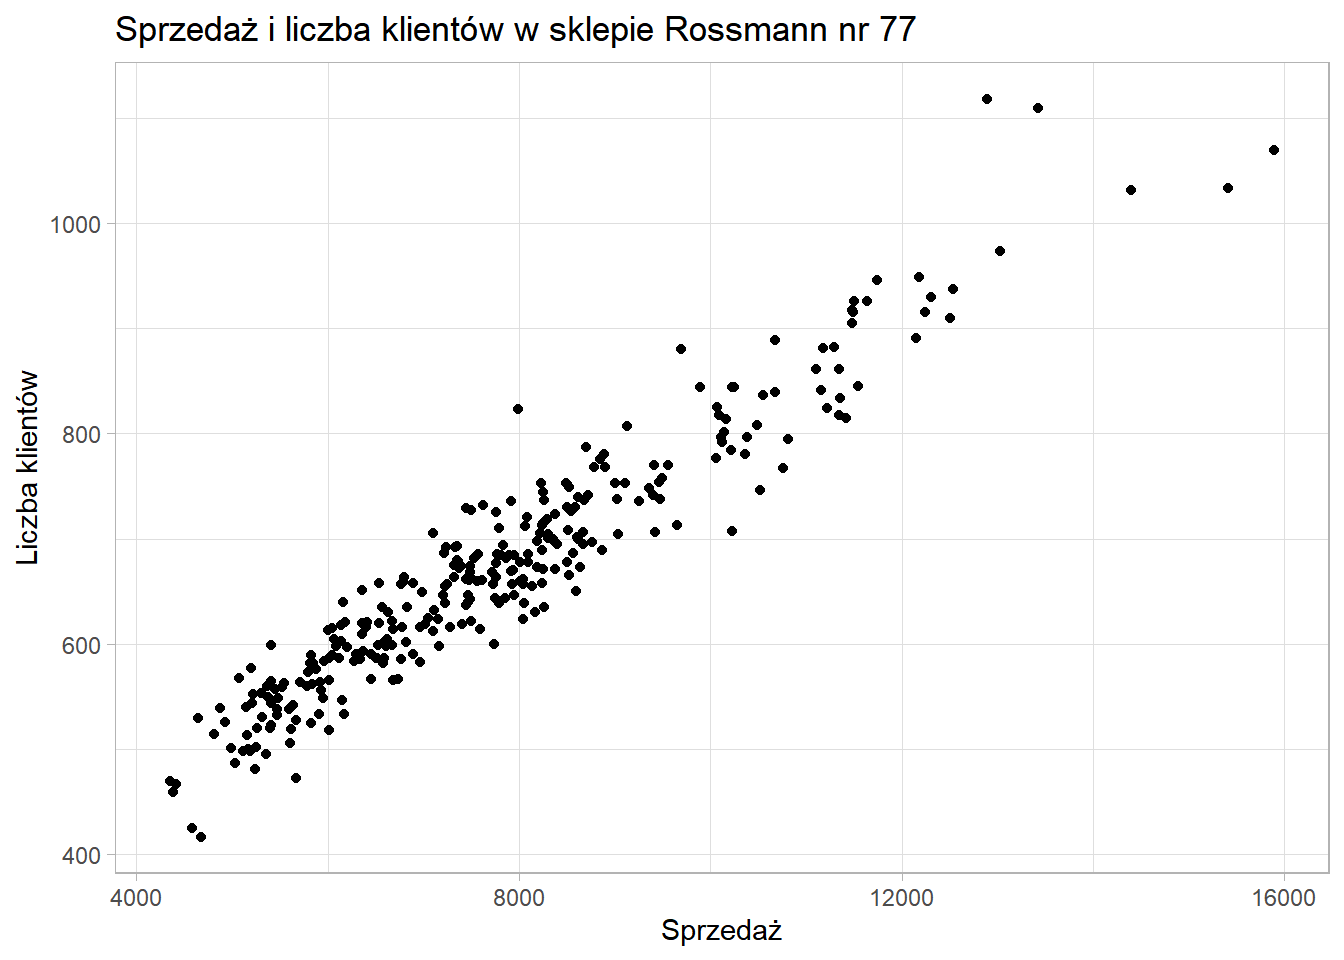 Sprzedaż i liczba klientów w sklepie Rossmann nr 77
Liczba klientów
1000
800
600
400
4000 8000 12000 16000
Sprzedaż